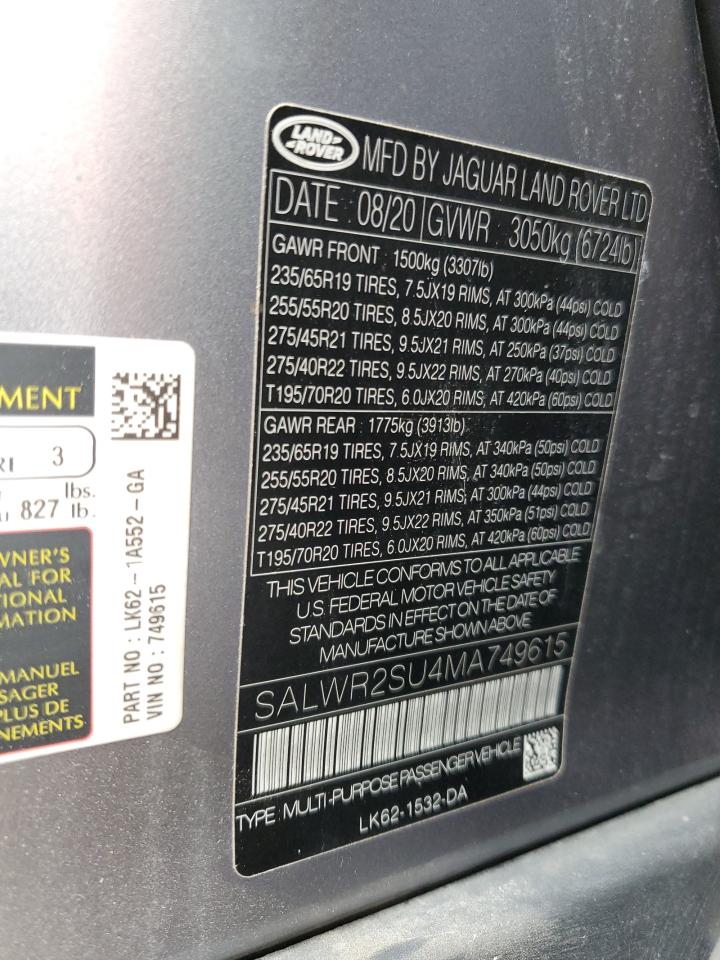 LAND
ROVER
MFD BY JAGUAR LAND ROVER LTD
DATE : 08/20 GVWR : 3050kg (6724lb)
GAWR FRONT : 1500kg (3307lb)
235/65R19 TIRES, 7.5JX19 RIMS, AT 300kPa (44psi) COLD
255/55R20 TIRES, 8.5JX20 RIMS, AT 300kPa (44psi) COLD
275/45R21 TIRES, 9.5JX21 RIMS, AT 250kPa (37psi) COLD
275/40R22 TIRES, 9.5JX22 RIMS, AT 270kPa (40psi) COLD
T195/70R20 TIRES, 6.0JX20 RIMS, AT 420kPa (60psi) COLD
GAWR REAR : 1775kg (3913lb)
235/65R19 TIRES, 7.5JX19 RIMS, AT 340kPa (50psi) COLD
255/55R20 TIRES, 8.5JX20 RIMS, AT 340kPa (50psi) COLD
275/45R21 TIRES, 9.5JX21 RIMS, AT 300kPa (44psi) COLD
275/40R22 TIRES, 9.5JX22 RIMS, AT 350kPa (51psi) COLD
T195/70R20 TIRES, 6.0JX20 RIMS, AT 420kPa (60psi) COLD
THIS VEHICLE CONFORMS TO ALL APPLICABLE
U.S. FEDERAL MOTOR VEHICLE SAFETY
STANDARDS IN EFFECT ON THE DATE OF
MANUFACTURE SHOWN ABOVE
SALWR2SU4MA749615
TYPE : MULTI-PURPOSE PASSENGER VEHICLE
LK62-1532-DA
EMENT
3
lbs.
827 lb.
WNER'S
AL FOR
TIONAL
MATION
MANUEL
SAGER
PLUS DE
NEMENTS
PART NO : LK62-1A552-GA
VIN NO : 749615